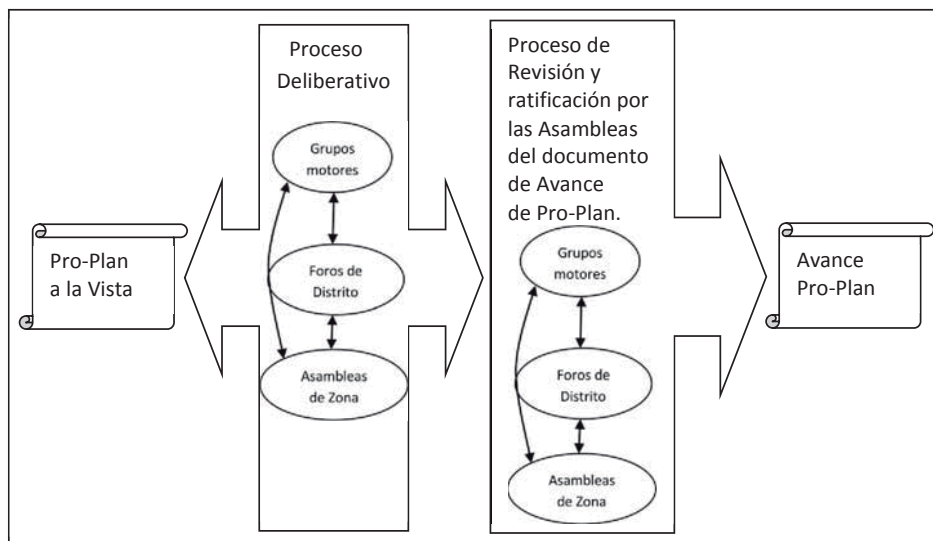 Proceso
Deliberativo
Grupos
motores
Foros de
Distrito
Asambleas
de Zona
Pro-Plan
a la Vista
Proceso de
Revisión y
ratificación por
las Asambleas
del documento
de Avance
de Pro-Plan.
Grupos
motores
Foros de
Distrito
Asambleas
de Zona
Avance
Pro-Plan